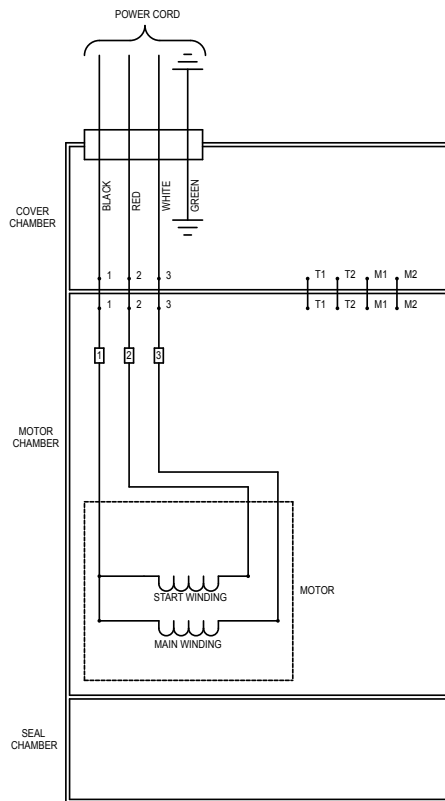 POWER CORD
BLACK
RED
WHITE
GREEN
COVER
CHAMBER
1 2 3 T1 T2 M1 M2
1 2 3 T1 T2 M1 M2
1 2 3
MOTOR
CHAMBER
START WINDING
MOTOR
MAIN WINDING
SEAL
CHAMBER